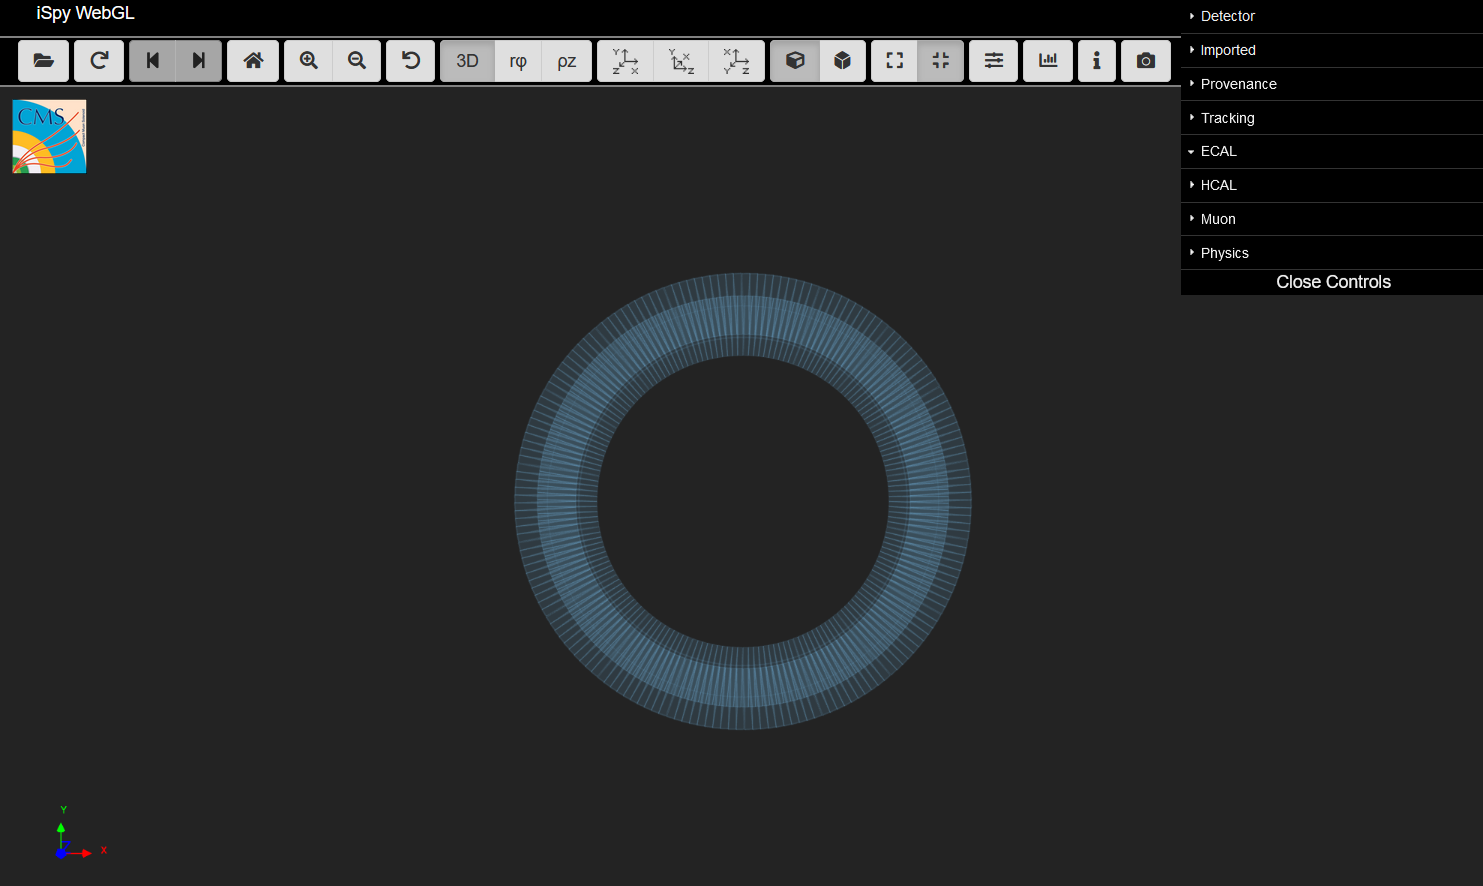 iSpy WebGL
3D rφ ρz
Y Z X
Y X Z
X Y Z
Detector
Imported
Provenance
Tracking
ECAL
HCAL
Muon
Physics
Close Controls
CMS
Y
Z
X